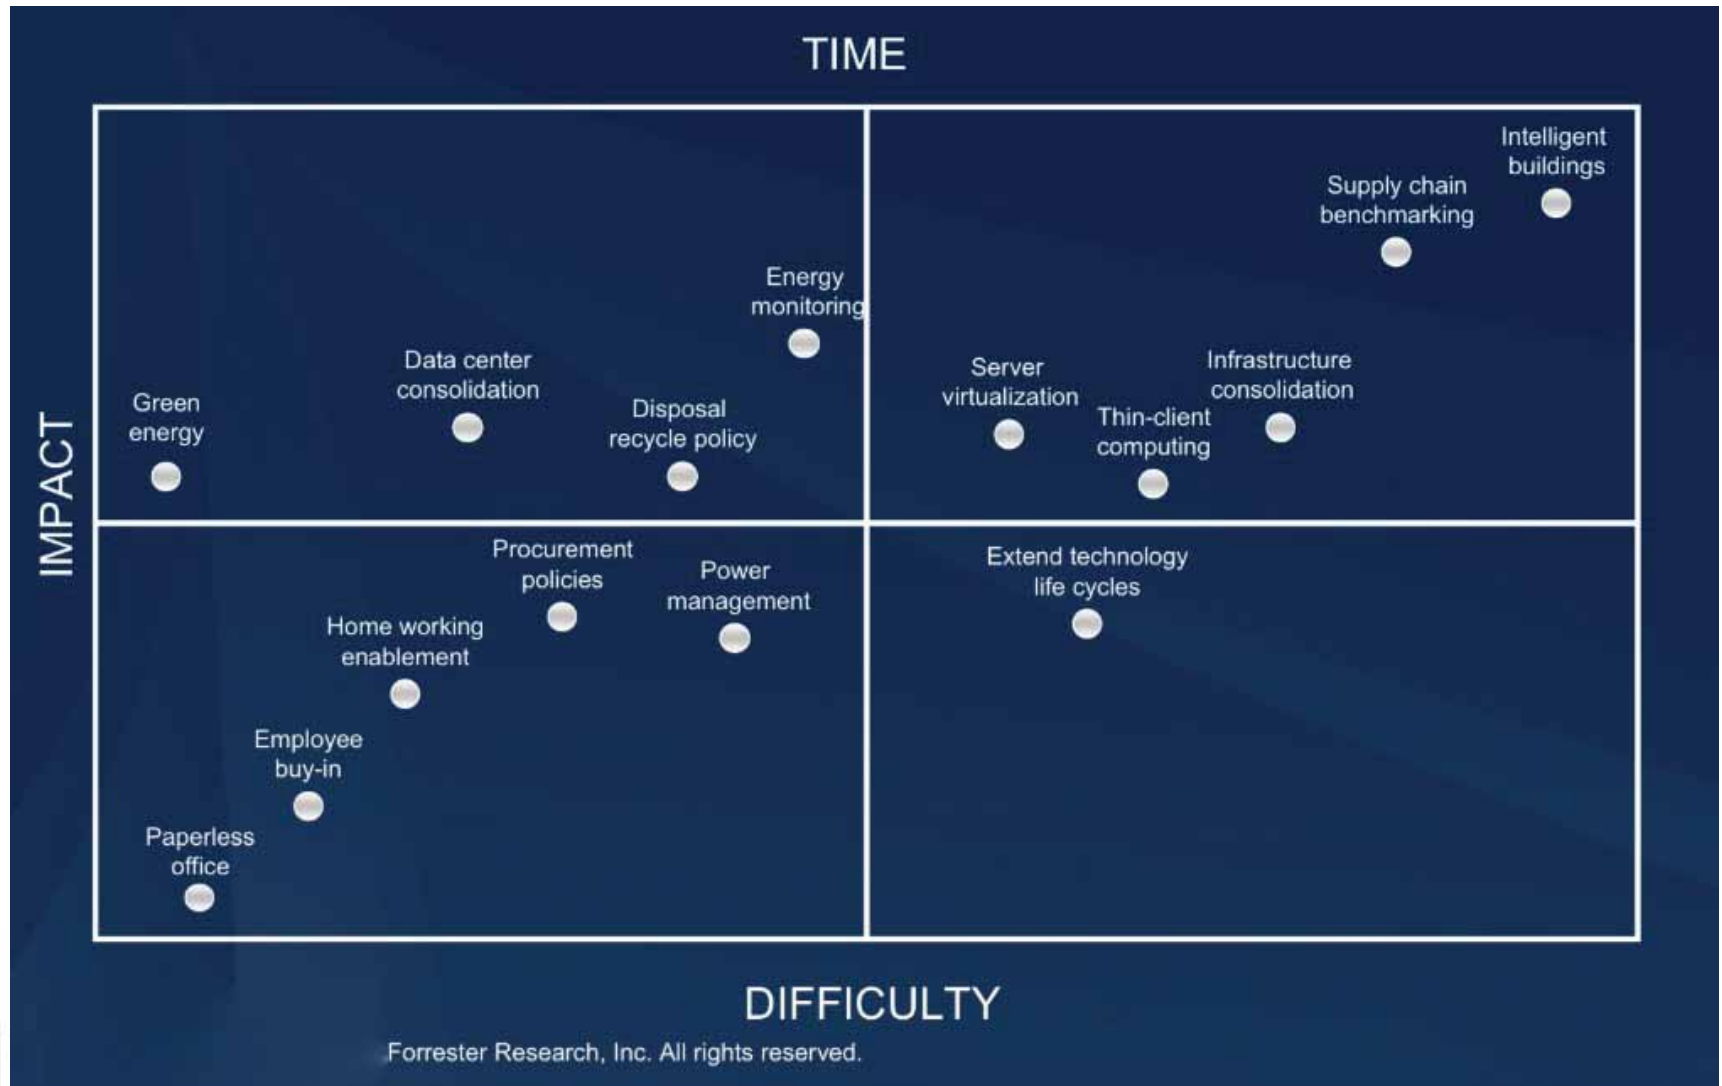 TIME
Intelligent
buildings
Supply chain
benchmarking
Energy
monitoring
Data center
consolidation
Server
virtualization
Infrastructure
consolidation
Green
energy
Disposal
recycle policy
Thin-client
computing
IMPACT
Procurement
policies
Power
management
Extend technology
life cycles
Home working
enablement
Employee
buy-in
Paperless
office
DIFFICULTY
Forrester Research, Inc. All rights reserved.